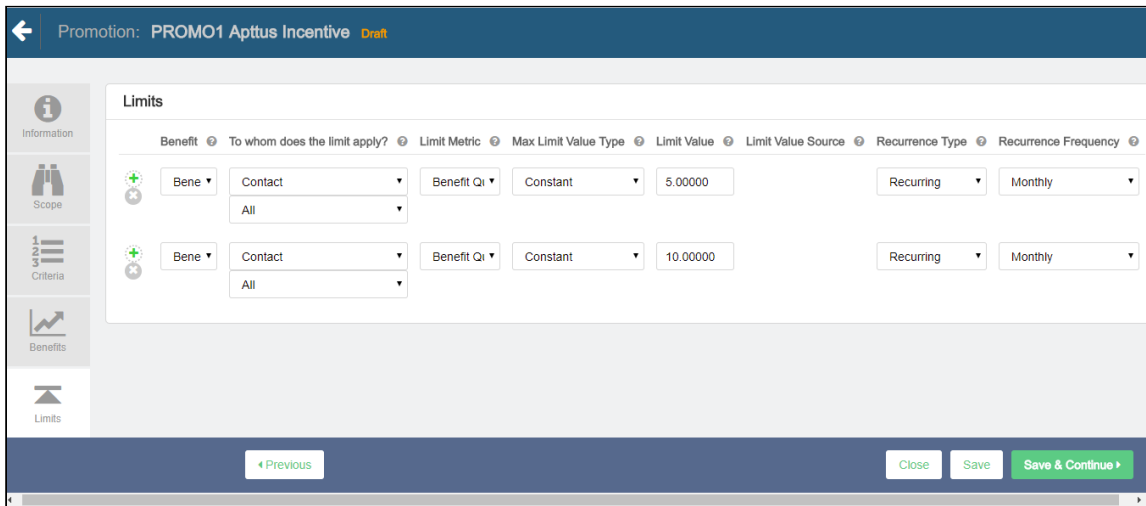 Promotion: PROMO1 Apttus Incentive Draft
Information
Scope
1
2
3
Criteria
Benefits
Limits
Limits
Benefit ? To whom does the limit apply? ? Limit Metric ? Max Limit Value Type ? Limit Value ? Limit Value Source ? Recurrence Type ? Recurrence Frequency ?
Bene Contact Benefit Qu Constant 5.00000 Recurring Monthly
All
Bene Contact Benefit Qu Constant 10.00000 Recurring Monthly
All
Previous Close Save Save & Continue